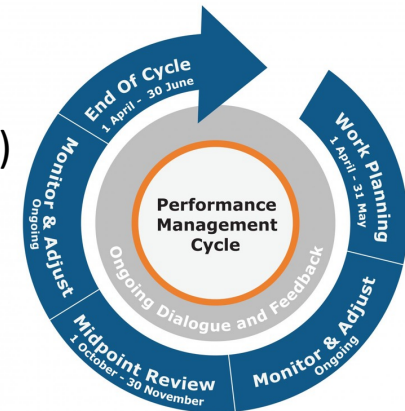 )
Performance
Management
Cycle
Ongoing Dialogue and Feedback
Work Planning
1 April - 31 May
Monitor & Adjust
Ongoing
Midpoint Review
1 October - 30 November
Monitor & Adjust
Ongoing
End Of Cycle
1 April - 30 June